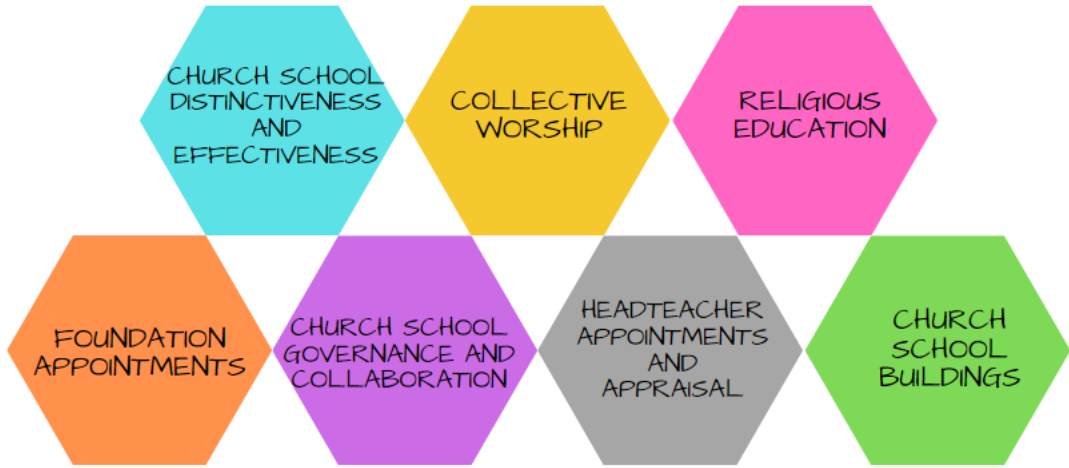 CHURCH SCHOOL
DISTINCTIVENESS
AND
EFFECTIVENESS
COLLECTIVE
WORSHIP
RELIGIOUS
EDUCATION
FOUNDATION
APPOINTMENTS
CHURCH SCHOOL
GOVERNANCE AND
COLLABORATION
HEADTEACHER
APPOINTMENTS
AND
APPRAISAL
CHURCH
SCHOOL
BUILDINGS